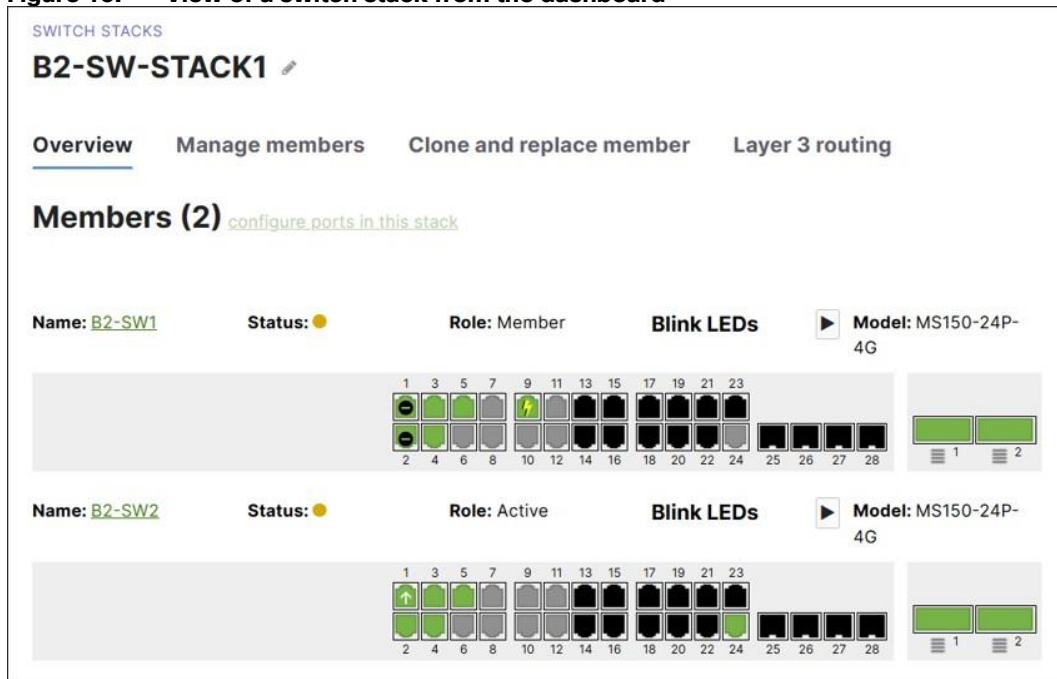 SWITCH STACKS
B2-SW-STACK1
Overview Manage members Clone and replace member Layer 3 routing
Members (2) configure ports in this stack
Name: B2-SW1 Status: Role: Member Blink LEDs Model: MS150-24P-
4G
1 3 5 7 9 11 13 15 17 19 21 23
2 4 6 8 10 12 14 16 18 20 22 24 25 26 27 28
1 2
Name: B2-SW2 Status: Role: Active Blink LEDs Model: MS150-24P-
4G
1 3 5 7 9 11 13 15 17 19 21 23
2 4 6 8 10 12 14 16 18 20 22 24 25 26 27 28
1 2